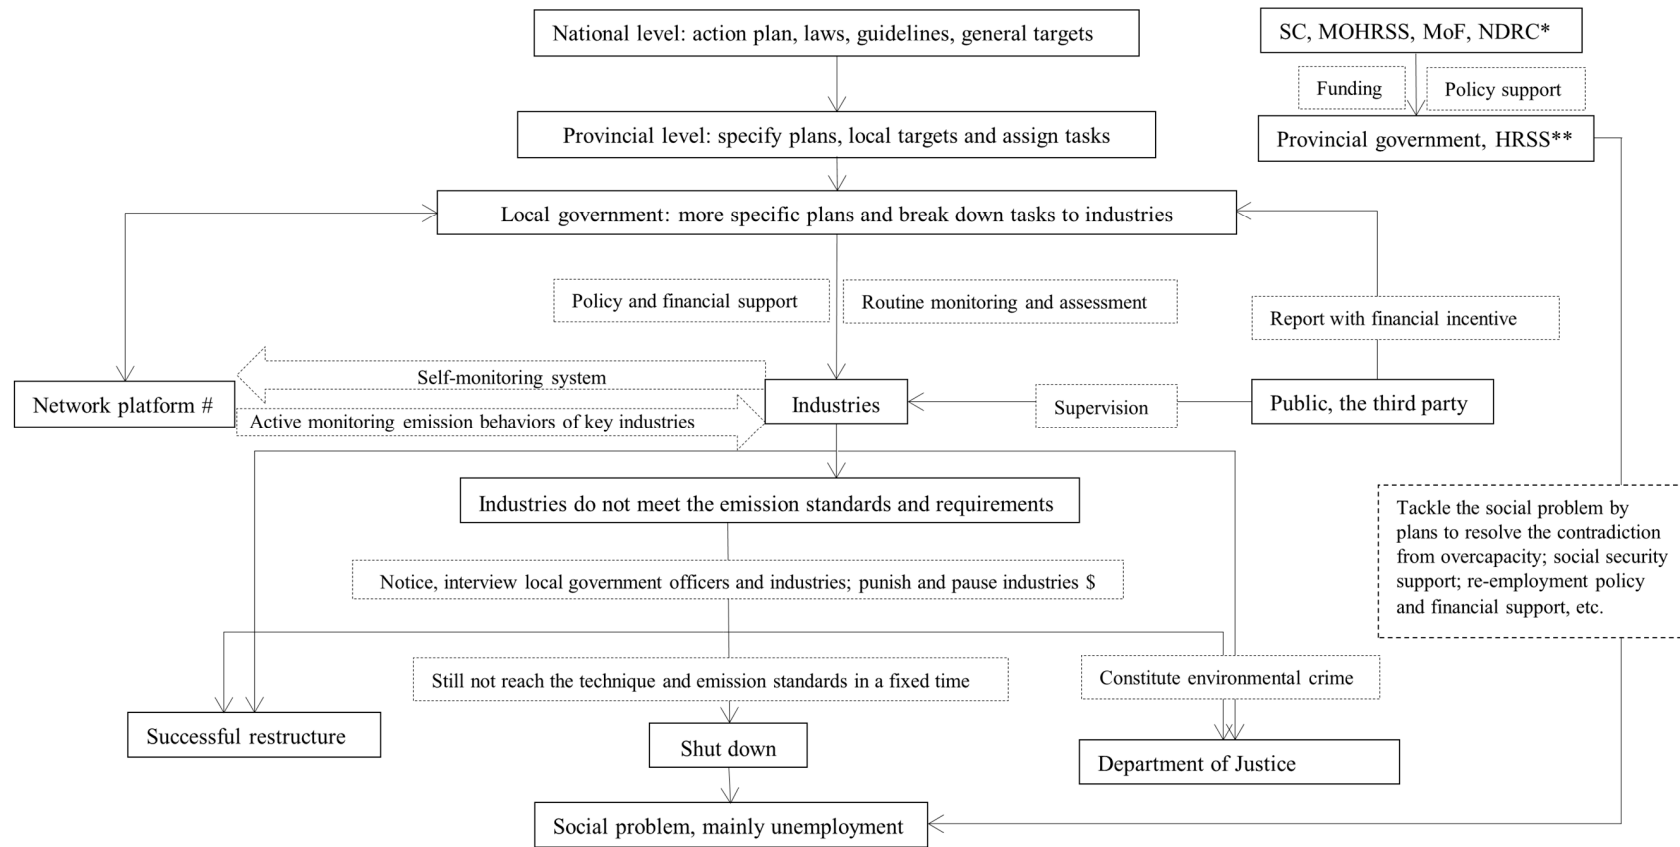 National level: action plan, laws, guidelines, general targets
SC, MOHRSS, MoF, NDRC*
Funding
Policy support
Provincial level: specify plans, local targets and assign tasks
Provincial government, HRSS**
Local government: more specific plans and break down tasks to industries
Policy and financial support
Routine monitoring and assessment
Report with financial incentive
Self-monitoring system
Network platform #
Industries
Supervision
Public, the third party
Active monitoring emission behaviors of key industries
Industries do not meet the emission standards and requirements
Tackle the social problem by
plans to resolve the contradiction
from overcapacity; social security
support; re-employment policy
and financial support, etc.
Notice, interview local government officers and industries; punish and pause industries $
Still not reach the technique and emission standards in a fixed time
Constitute environmental crime
Successful restructure
Shut down
Department of Justice
Social problem, mainly unemployment